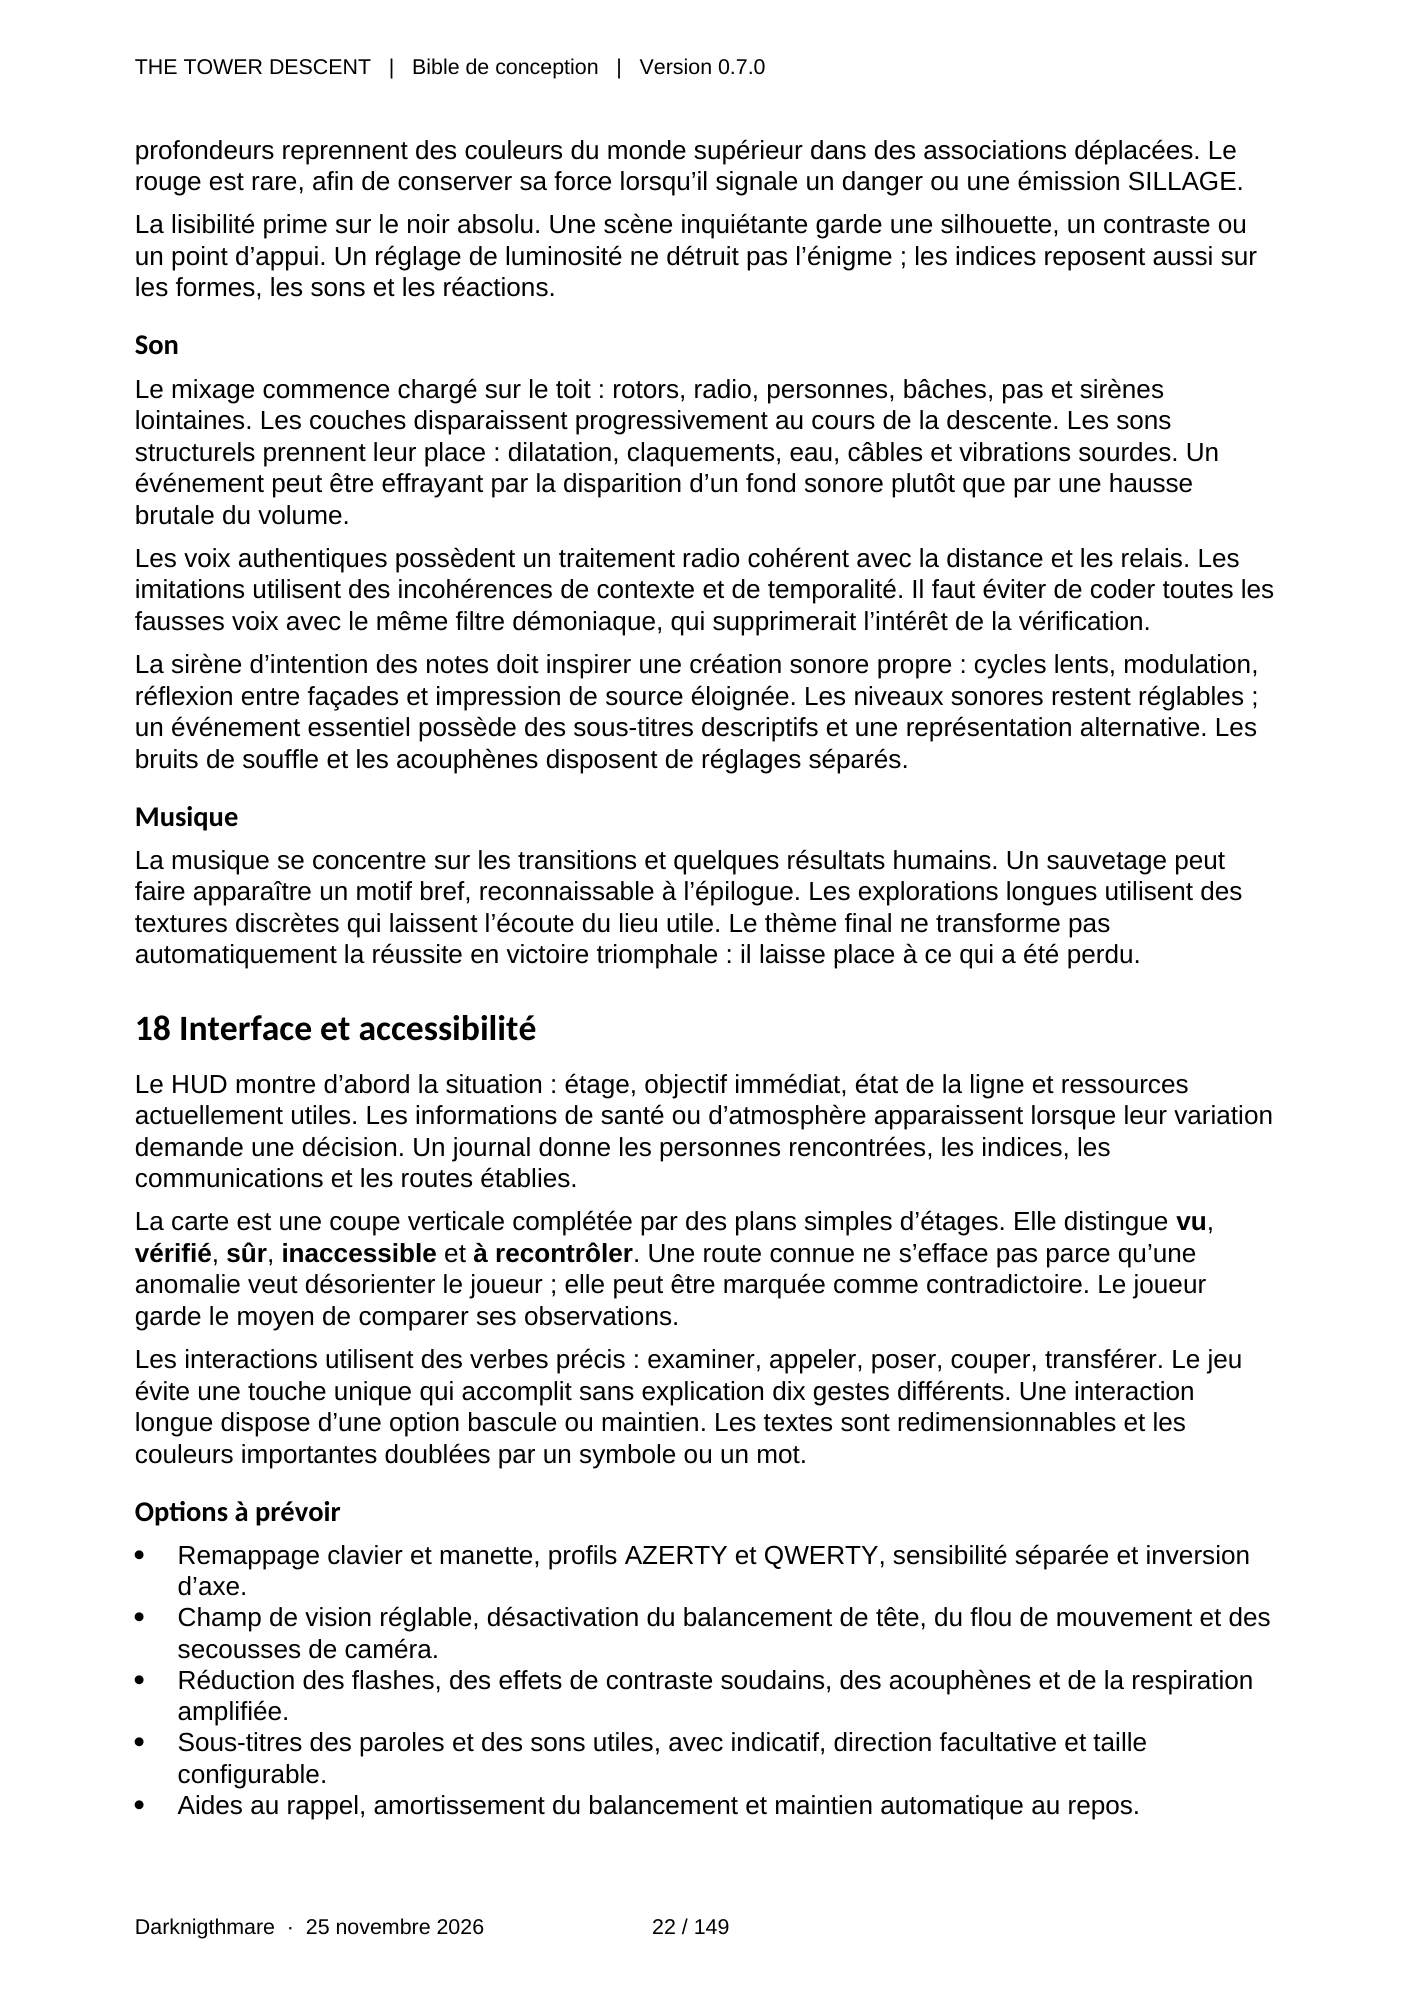 THE TOWER DESCENT | Bible de conception | Version 0.7.0
profondeurs reprennent des couleurs du monde supérieur dans des associations déplacées. Le
rouge est rare, afin de conserver sa force lorsqu’il signale un danger ou une émission SILLAGE.
La lisibilité prime sur le noir absolu. Une scène inquiétante garde une silhouette, un contraste ou
un point d’appui. Un réglage de luminosité ne détruit pas l’énigme ; les indices reposent aussi sur
les formes, les sons et les réactions.
Son
Le mixage commence chargé sur le toit : rotors, radio, personnes, bâches, pas et sirènes
lointaines. Les couches disparaissent progressivement au cours de la descente. Les sons
structurels prennent leur place : dilatation, claquements, eau, câbles et vibrations sourdes. Un
événement peut être effrayant par la disparition d’un fond sonore plutôt que par une hausse
brutale du volume.
Les voix authentiques possèdent un traitement radio cohérent avec la distance et les relais. Les
imitations utilisent des incohérences de contexte et de temporalité. Il faut éviter de coder toutes les
fausses voix avec le même filtre démoniaque, qui supprimerait l’intérêt de la vérification.
La sirène d’intention des notes doit inspirer une création sonore propre : cycles lents, modulation,
réflexion entre façades et impression de source éloignée. Les niveaux sonores restent réglables ;
un événement essentiel possède des sous-titres descriptifs et une représentation alternative. Les
bruits de souffle et les acouphènes disposent de réglages séparés.
Musique
La musique se concentre sur les transitions et quelques résultats humains. Un sauvetage peut
faire apparaître un motif bref, reconnaissable à l’épilogue. Les explorations longues utilisent des
textures discrètes qui laissent l’écoute du lieu utile. Le thème final ne transforme pas
automatiquement la réussite en victoire triomphale : il laisse place à ce qui a été perdu.
18 Interface et accessibilité
Le HUD montre d’abord la situation : étage, objectif immédiat, état de la ligne et ressources
actuellement utiles. Les informations de santé ou d’atmosphère apparaissent lorsque leur variation
demande une décision. Un journal donne les personnes rencontrées, les indices, les
communications et les routes établies.
La carte est une coupe verticale complétée par des plans simples d’étages. Elle distingue vu,
vérifié, sûr, inaccessible et à recontrôler. Une route connue ne s’efface pas parce qu’une
anomalie veut désorienter le joueur ; elle peut être marquée comme contradictoire. Le joueur
garde le moyen de comparer ses observations.
Les interactions utilisent des verbes précis : examiner, appeler, poser, couper, transférer. Le jeu
évite une touche unique qui accomplit sans explication dix gestes différents. Une interaction
longue dispose d’une option bascule ou maintien. Les textes sont redimensionnables et les
couleurs importantes doublées par un symbole ou un mot.
Options à prévoir
• Remappage clavier et manette, profils AZERTY et QWERTY, sensibilité séparée et inversion
d’axe.
• Champ de vision réglable, désactivation du balancement de tête, du flou de mouvement et des
secousses de caméra.
• Réduction des flashes, des effets de contraste soudains, des acouphènes et de la respiration
amplifiée.
• Sous-titres des paroles et des sons utiles, avec indicatif, direction facultative et taille
configurable.
• Aides au rappel, amortissement du balancement et maintien automatique au repos.
Darknigthmare · 25 novembre 2026 22 / 149